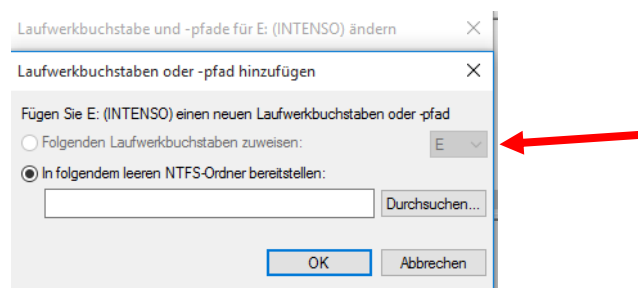 Laufwerkbuchstabe und -pfade für E: (INTENSO) ändern
Laufwerkbuchstaben oder -pfad hinzufügen
Fügen Sie E: (INTENSO) einen neuen Laufwerkbuchstaben oder -pfad
Folgenden Laufwerkbuchstaben zuweisen: E
In folgendem leeren NTFS-Ordner bereitstellen:
Durchsuchen...
OK Abbrechen